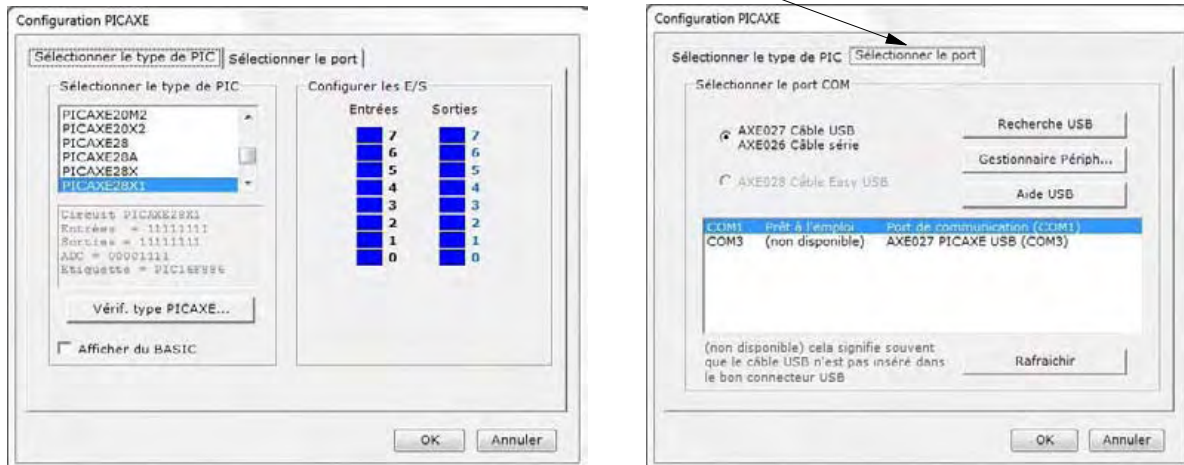 Configuration PICAXE
Sélectionner le type de PIC
Sélectionner le port
Sélectionner le type de PIC
PICAXE20M2
PICAXE20X2
PICAXE28
PICAXE28A
PICAXE28X
PICAXE28X1
Circuit PICAXE28X1
Entrées = 11111111
Sorties = 11111111
ADC = 00001111
Etiquette = PIC16F886
Vérif. type PICAXE...
Afficher du BASIC
Configurer les E/S
Entrées Sorties
7 7
6 6
5 5
4 4
3 3
2 2
1 1
0 0
OK Annuler
Configuration PICAXE
Sélectionner le type de PIC
Sélectionner le port
Sélectionner le port COM
AXE027 Câble USB
AXE026 Câble série
AXE028 Câble Easy USB
Recherche USB
Gestionnaire Périph...
Aide USB
COM1 Prêt à l'emploi Port de communication (COM1)
COM3 (non disponible) AXE027 PICAXE USB (COM3)
(non disponible) cela signifie souvent
que le câble USB n'est pas inséré dans
le bon connecteur USB
Rafraichir
OK Annuler